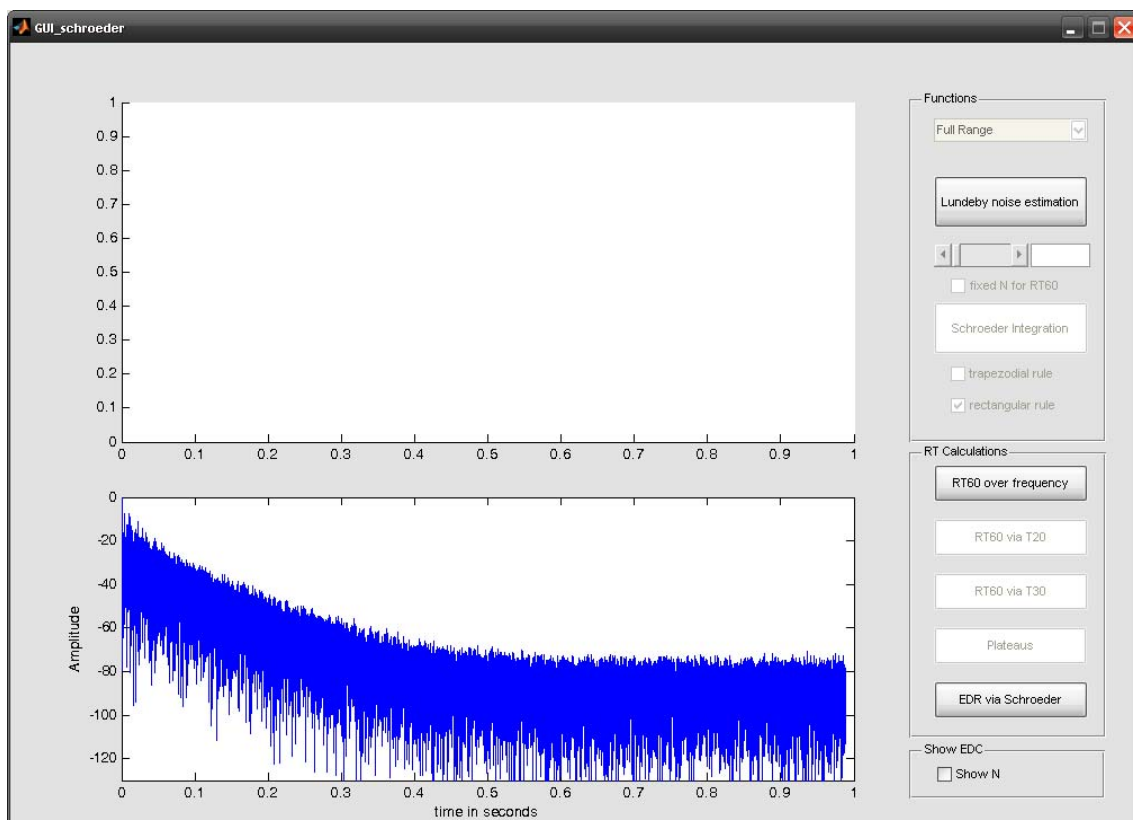 GUI_schroeder
1
0.9
0.8
0.7
0.6
0.5
0.4
0.3
0.2
0.1
0
0 0.1 0.2 0.3 0.4 0.5 0.6 0.7 0.8 0.9 1
0
-20
-40
-60
-80
-100
-120
Amplitude
0 0.1 0.2 0.3 0.4 0.5 0.6 0.7 0.8 0.9 1
time in seconds
Functions
Full Range
Lundeby noise estimation
fixed N for RT60
Schroeder Integration
trapezodial rule
rectangular rule
RT Calculations
RT60 over frequency
RT60 via T20
RT60 via T30
Plateaus
EDR via Schroeder
Show EDC
Show N